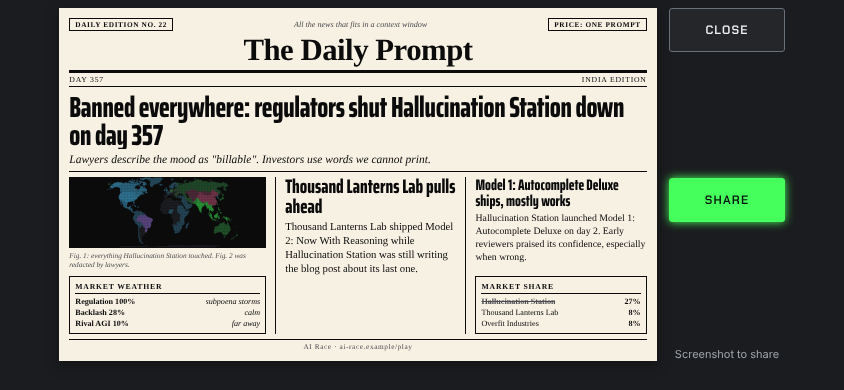 DAILY EDITION NO. 22
All the news that fits in a context window
PRICE: ONE PROMPT
The Daily Prompt
DAY 357
INDIA EDITION
Banned everywhere: regulators shut Hallucination Station down
on day 357
Lawyers describe the mood as "billable". Investors use words we cannot print.
Fig. 1: everything Hallucination Station touched. Fig. 2 was
redacted by lawyers.
MARKET WEATHER
Regulation 100% subpoena storms
Backlash 28% calm
Rival AGI 10% far away
Thousand Lanterns Lab pulls
ahead
Thousand Lanterns Lab shipped Model
2: Now With Reasoning while
Hallucination Station was still writing
the blog post about its last one.
Model 1: Autocomplete Deluxe
ships, mostly works
Hallucination Station launched Model 1:
Autocomplete Deluxe on day 2. Early
reviewers praised its confidence, especially
when wrong.
MARKET SHARE
Hallucination Station 27%
Thousand Lanterns Lab 8%
Overfit Industries 8%
AI Race · ai-race.example/play
CLOSE
SHARE
Screenshot to share